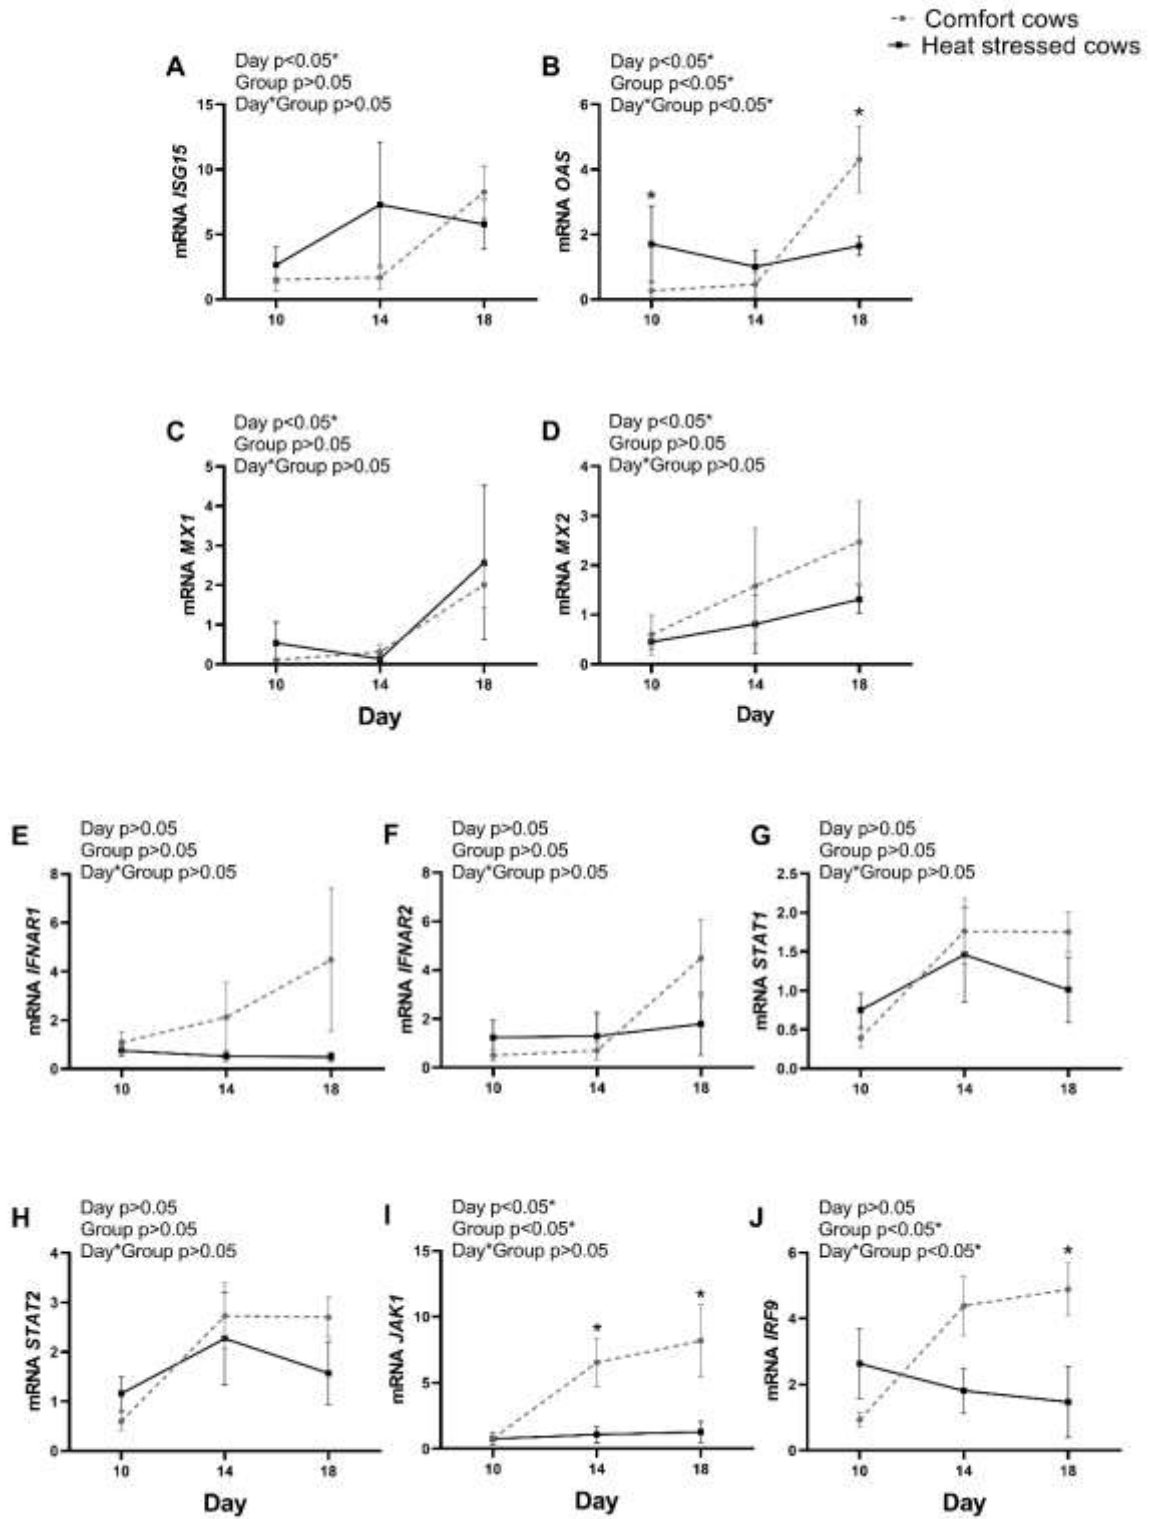 Comfort cows
Heat stressed cows
A
Day p<0.05*
Group p>0.05
Day*Group p>0.05
mRNA ISG15
15
10
5
0
10 14 18
B
Day p<0.05*
Group p<0.05*
Day*Group p<0.05*
mRNA OAS
6
4
2
0
*
*
10 14 18
C
Day p<0.05*
Group p>0.05
Day*Group p>0.05
mRNA MX1
5
4
3
2
1
0
10 14 18
Day
D
Day p<0.05*
Group p>0.05
Day*Group p>0.05
mRNA MX2
4
3
2
1
0
10 14 18
Day
E
Day p>0.05
Group p>0.05
Day*Group p>0.05
mRNA IFNAR1
8
6
4
2
0
10 14 18
F
Day p>0.05
Group p>0.05
Day*Group p>0.05
mRNA IFNAR2
8
6
4
2
0
10 14 18
G
Day p>0.05
Group p>0.05
Day*Group p>0.05
mRNA STAT1
2.5
2.0
1.5
1.0
0.5
0.0
10 14 18
H
Day p>0.05
Group p>0.05
Day*Group p>0.05
mRNA STAT2
4
3
2
1
0
10 14 18
Day
I
Day p<0.05*
Group p<0.05*
Day*Group p>0.05
mRNA JAK1
15
10
5
0
*
*
10 14 18
Day
J
Day p>0.05
Group p<0.05*
Day*Group p<0.05*
mRNA IRF9
6
4
2
0
*
10 14 18
Day